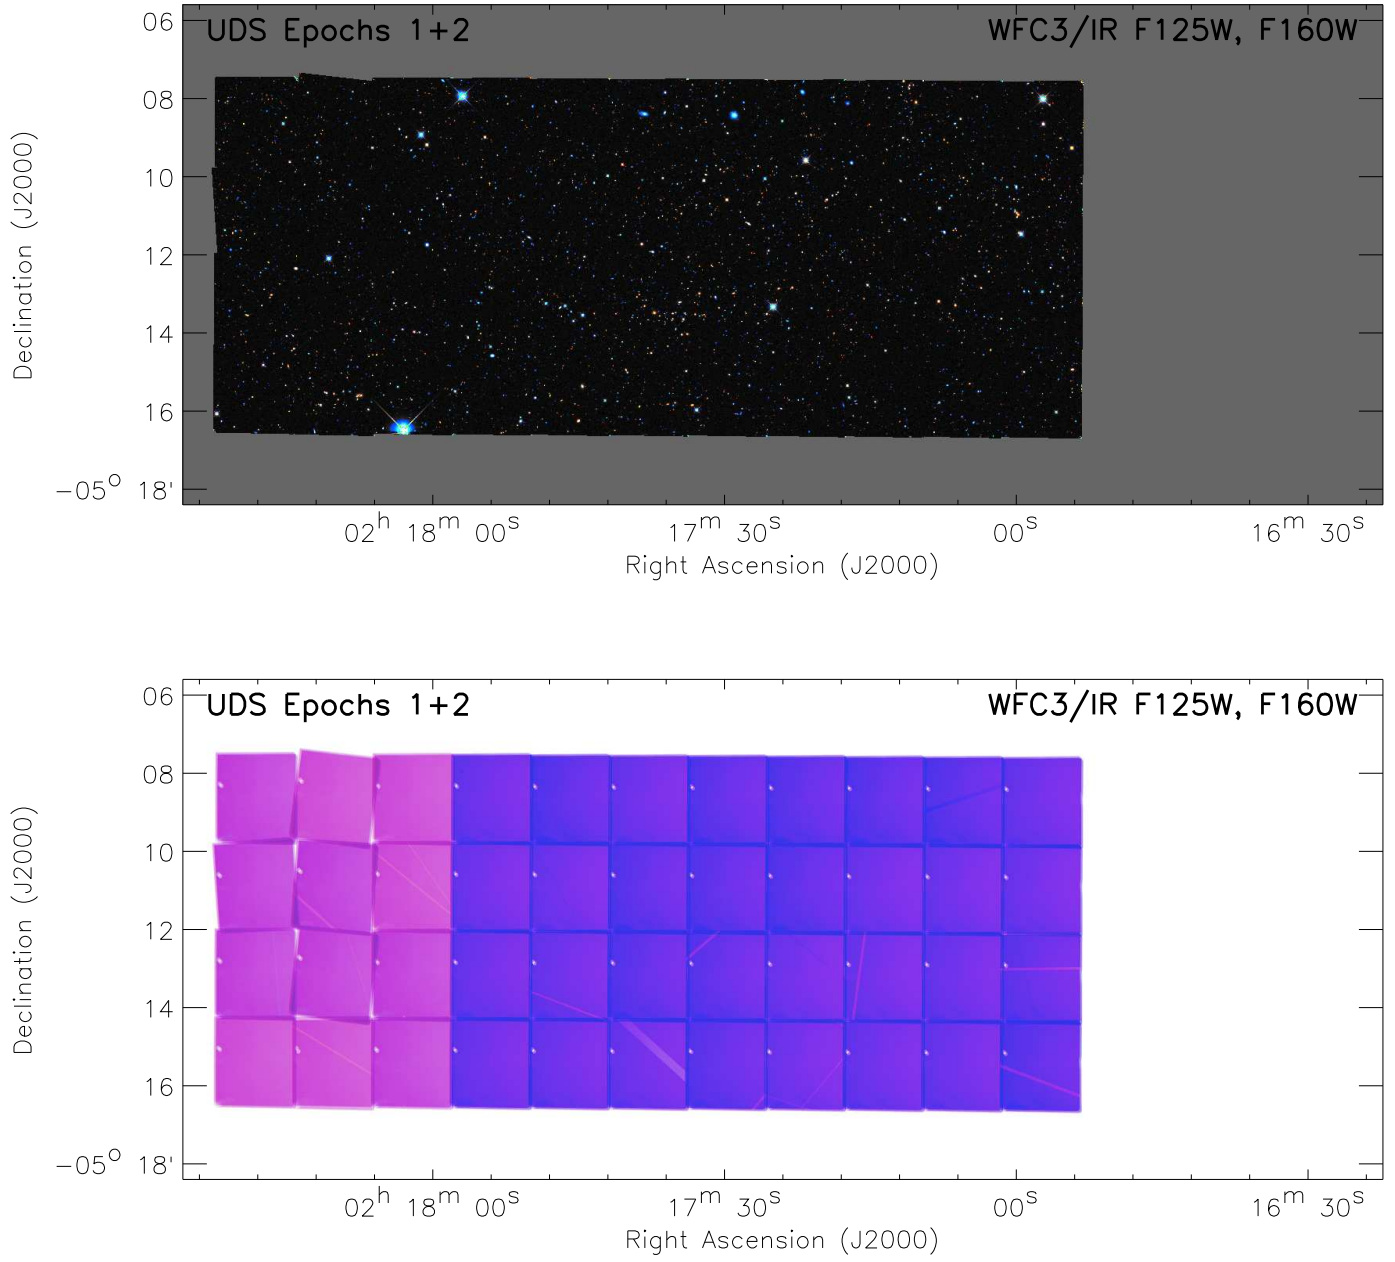 UDS Epochs 1+2 WFC3/IR F125W, F160W
06
08
10
12
14
16
-05° 18'
Declination (J2000)
02h 18m 00s 17m 30s 00s 16m 30s
Right Ascension (J2000)
UDS Epochs 1+2 WFC3/IR F125W, F160W
06
08
10
12
14
16
-05° 18'
Declination (J2000)
02h 18m 00s 17m 30s 00s 16m 30s
Right Ascension (J2000)